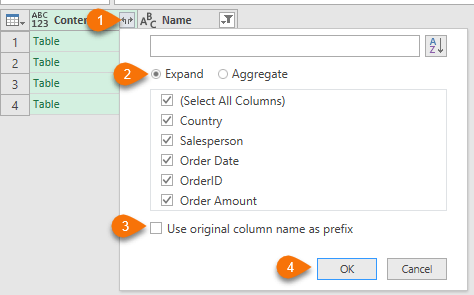 ABC 123 Conten 1 ABC Name
1 Table
2 Table
3 Table
4 Table
A Z
2 Expand Aggregate
(Select All Columns)
Country
Salesperson
Order Date
OrderID
Order Amount
3 Use original column name as prefix
4 OK Cancel